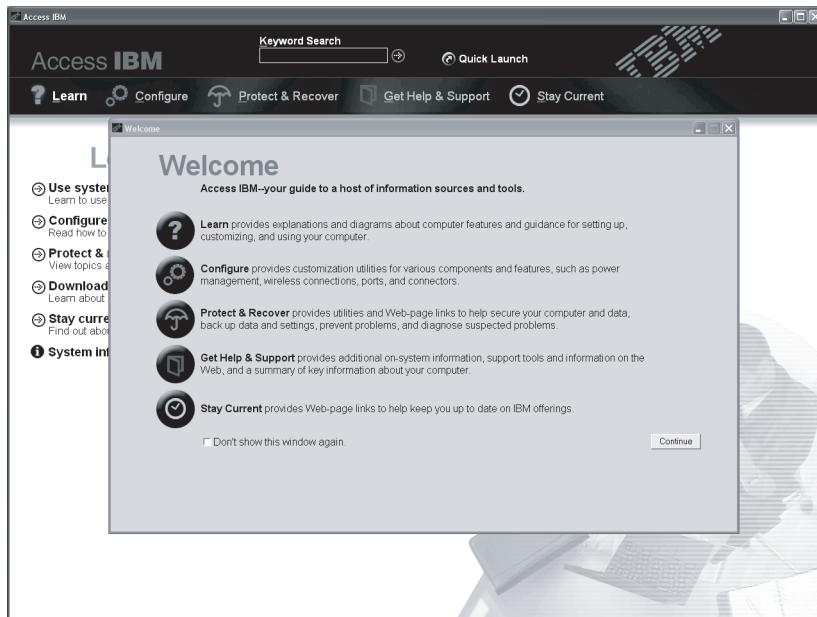 Access IBM
Keyword Search
Access IBM
Quick Launch
IBM
Learn
Configure
Protect & Recover
Get Help & Support
Stay Current
Welcome
Welcome
Access IBM--your guide to a host of information sources and tools.
Learn provides explanations and diagrams about computer features and guidance for setting up,
customizing, and using your computer.
Configure provides customization utilities for various components and features, such as power
management, wireless connections, ports, and connectors.
Protect & Recover provides utilities and Web-page links to help secure your computer and data,
back up data and settings, prevent problems, and diagnose suspected problems.
Get Help & Support provides additional on-system information, support tools and information on the
Web, and a summary of key information about your computer.
Stay Current provides Web-page links to help keep you up to date on IBM offerings.
Don't show this window again.
Continue
Use
Learn to use
Configure
Read how to
Protect &
View topics
Download
Learn about
Stay
Find out
System